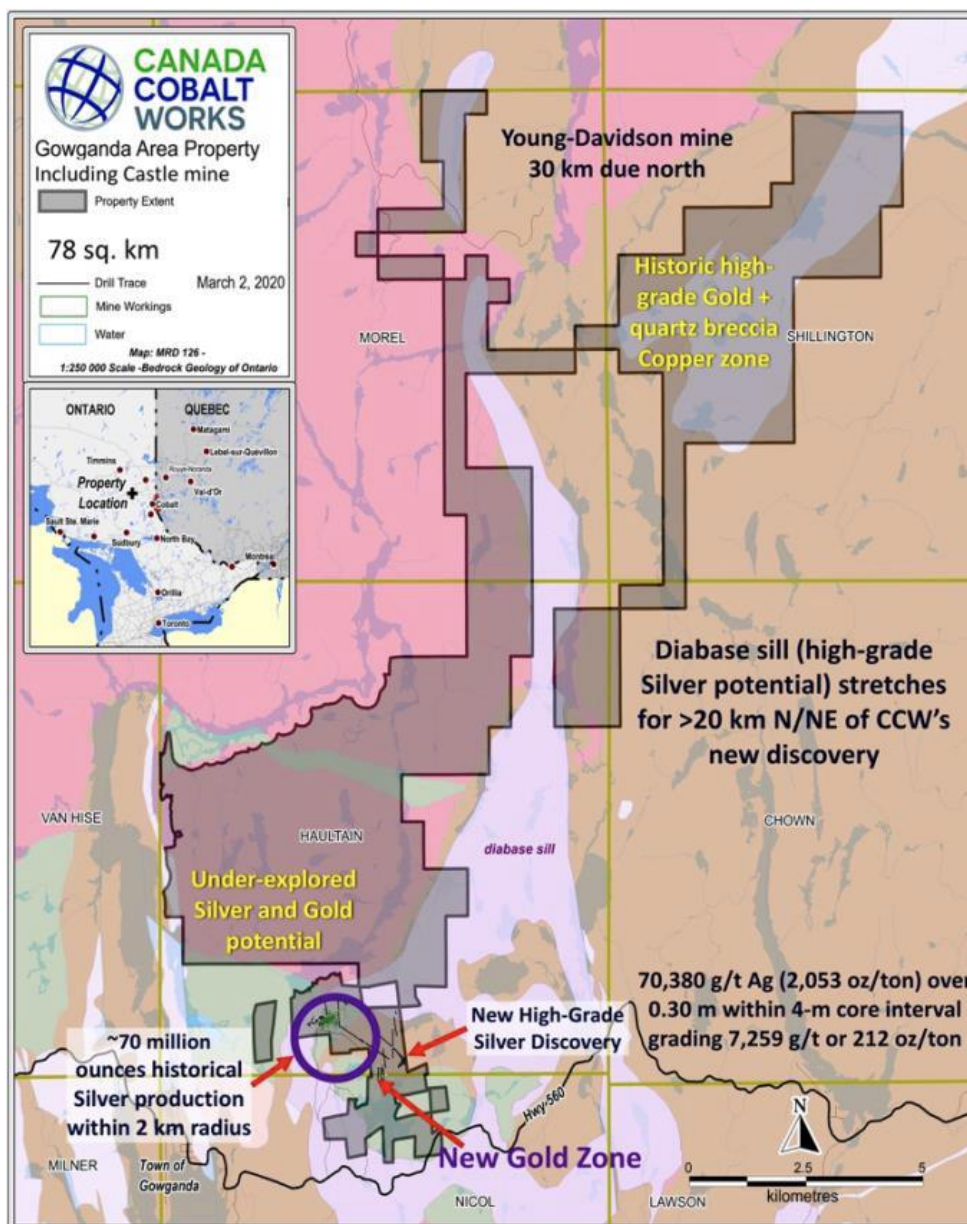 CANADA
COBALT
WORKS
Gowganda Area Property
Including Castle mine
Property Extent
78 sq. km
Drill Trace
March 2, 2020
Mine Workings
Water
Map: MRD 126 -
1:250 000 Scale -Bedrock Geology of Ontario
ONTARIO
QUEBEC
Matagami
Lebel-sur-Quevillon
Timmins
Rouyn-Noranda
Property
Location
Val-d'Or
Cobalt
Sault Ste. Marie
Sudbury
North Bay
Montreal
Orillia
Toronto
Young-Davidson mine
30 km due north
Historic high-
grade Gold +
quartz breccia
Copper zone
MOREL
SHILLINGTON
Diabase sill (high-grade
Silver potential) stretches
for >20 km N/NE of CCW's
new discovery
VAN HISE
HAULTAIN
CHOWN
diabase sill
Under-explored
Silver and Gold
potential
70,380 g/t Ag (2,053 oz/ton) over
0.30 m within 4-m core interval
grading 7,259 g/t or 212 oz/ton
New High-Grade
Silver Discovery
~70 million
ounces historical
Silver production
within 2 km radius
Hwy-560
New Gold Zone
MILNER
Town of
Gowganda
NICOL
LAWSON
N
0 2.5 5
kilometres